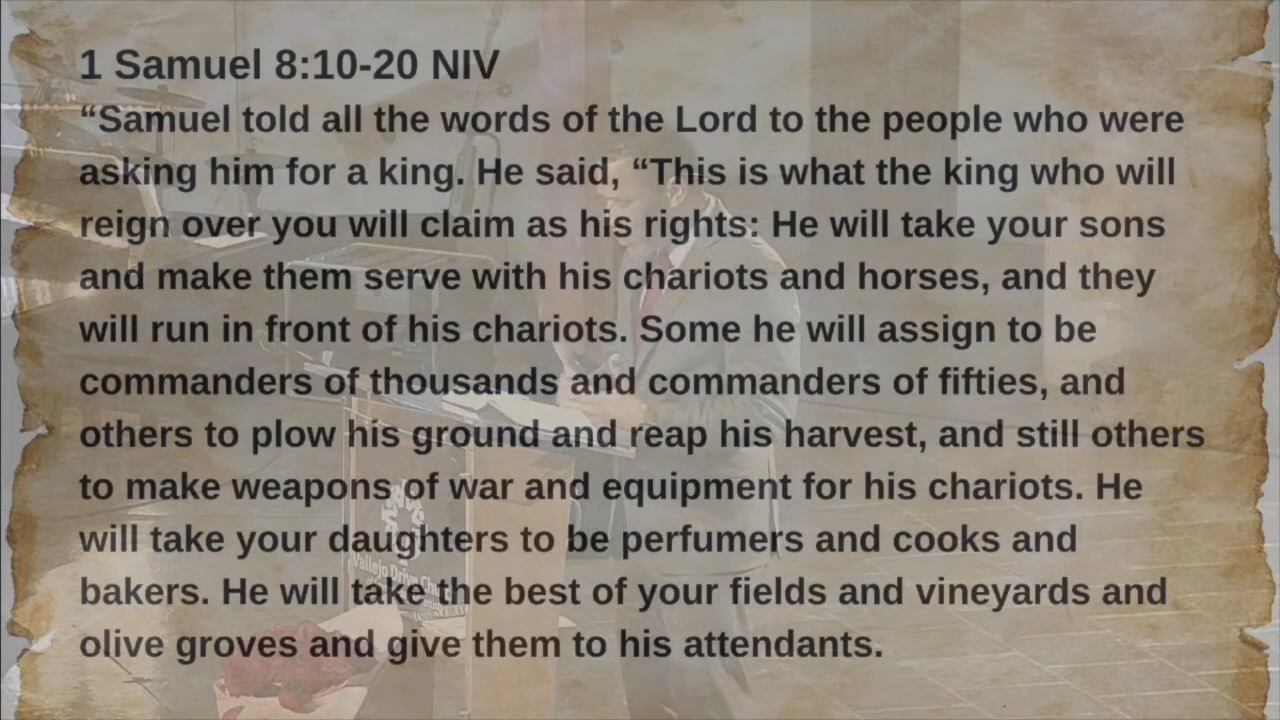 1 Samuel 8:10-20 NIV
“Samuel told all the words of the Lord to the people who were
asking him for a king. He said, “This is what the king who will
reign over you will claim as his rights: He will take your sons
and make them serve with his chariots and horses, and they
will run in front of his chariots. Some he will assign to be
commanders of thousands and commanders of fifties, and
others to plow his ground and reap his harvest, and still others
to make weapons of war and equipment for his chariots. He
will take your daughters to be perfumers and cooks and
bakers. He will take the best of your fields and vineyards and
olive groves and give them to his attendants.
Vallejo Drive